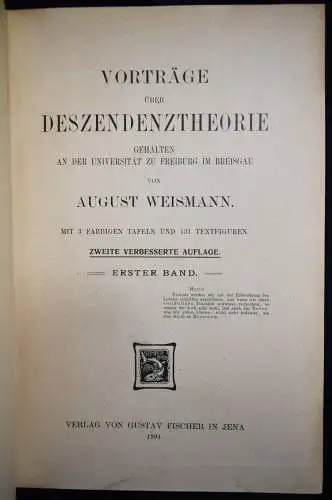 VORTRÄGE
ÜBER
DESZENDENZTHEORIE
GEHALTEN
AN DER UNIVERSITÄT ZU FREIBURG IM BREISGAU
VON
AUGUST WEISMANN.
MIT 3 FARBIGEN TAFELN UND 131 TEXTFIGUREN.
ZWEITE VERBESSERTE AUFLAGE.
ERSTER BAND.
VERLAG VON GUSTAV FISCHER IN JENA
1904